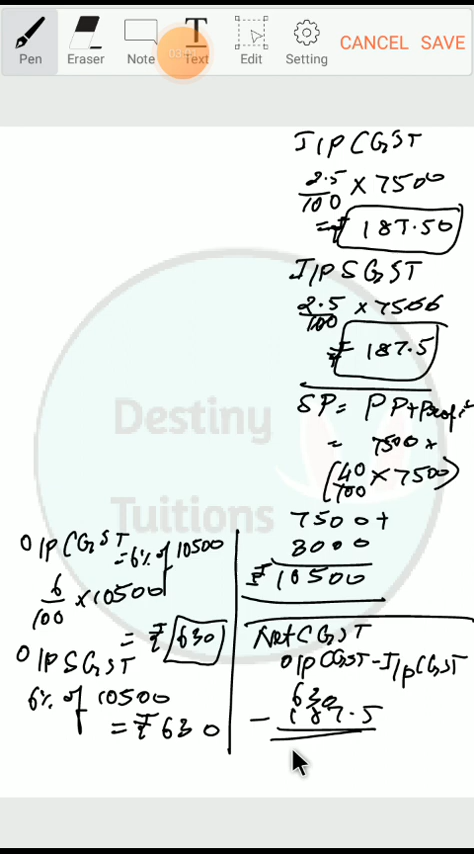 Pen
Eraser
Note
Text
Edit
Setting
CANCEL SAVE
I/P CGST
2.5/100 × 7500
= ₹ 187.50
I/P SGST
2.5/100 × 7500
₹ 187.5
SP = PP + Profit
= 7500 +
(40/100 × 7500)
7500 +
3000
₹ 10500
Destiny
Tuitions
O/P CGST
= 6% of 10500
6/100 × 10500
= ₹ 630
O/P SGST
6% of 10500
= ₹ 630
Net CGST
O/P CGST - I/P CGST
630
- 187.5